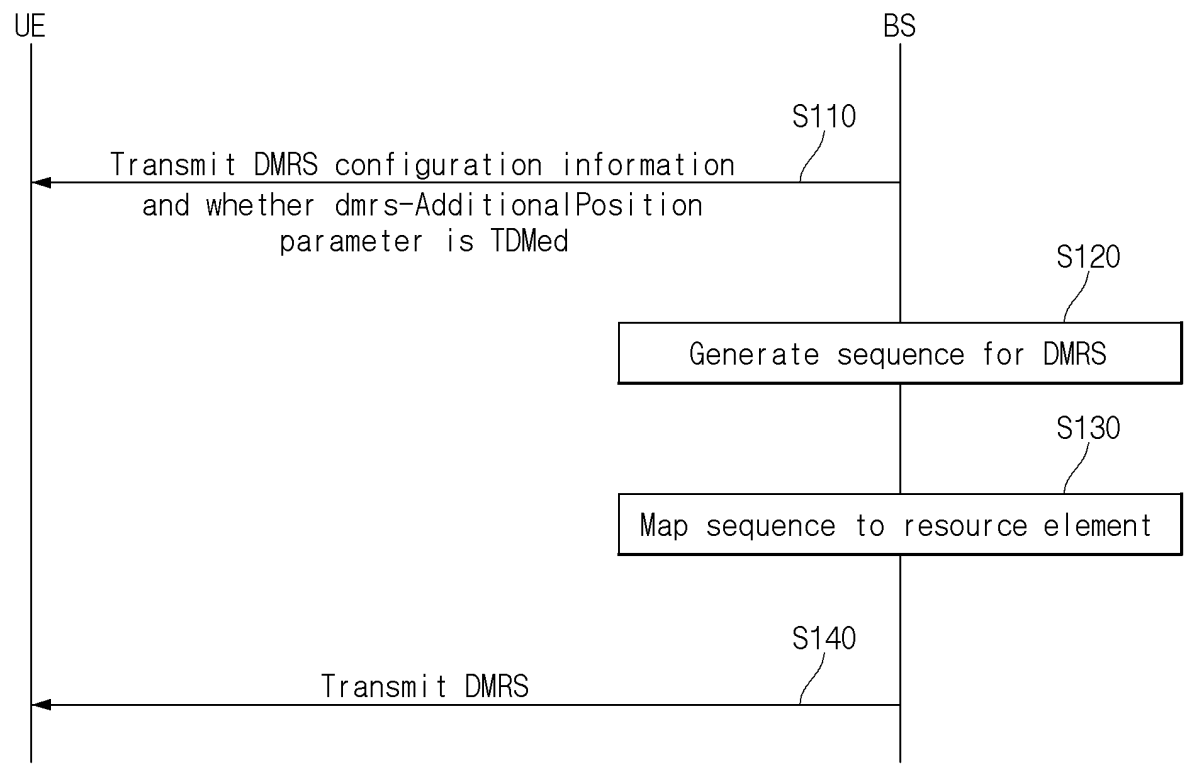 UE
BS
S110
Transmit DMRS configuration information
and whether dmrs-AdditionalPosition
parameter is TDMed
S120
Generate sequence for DMRS
S130
Map sequence to resource element
S140
Transmit DMRS